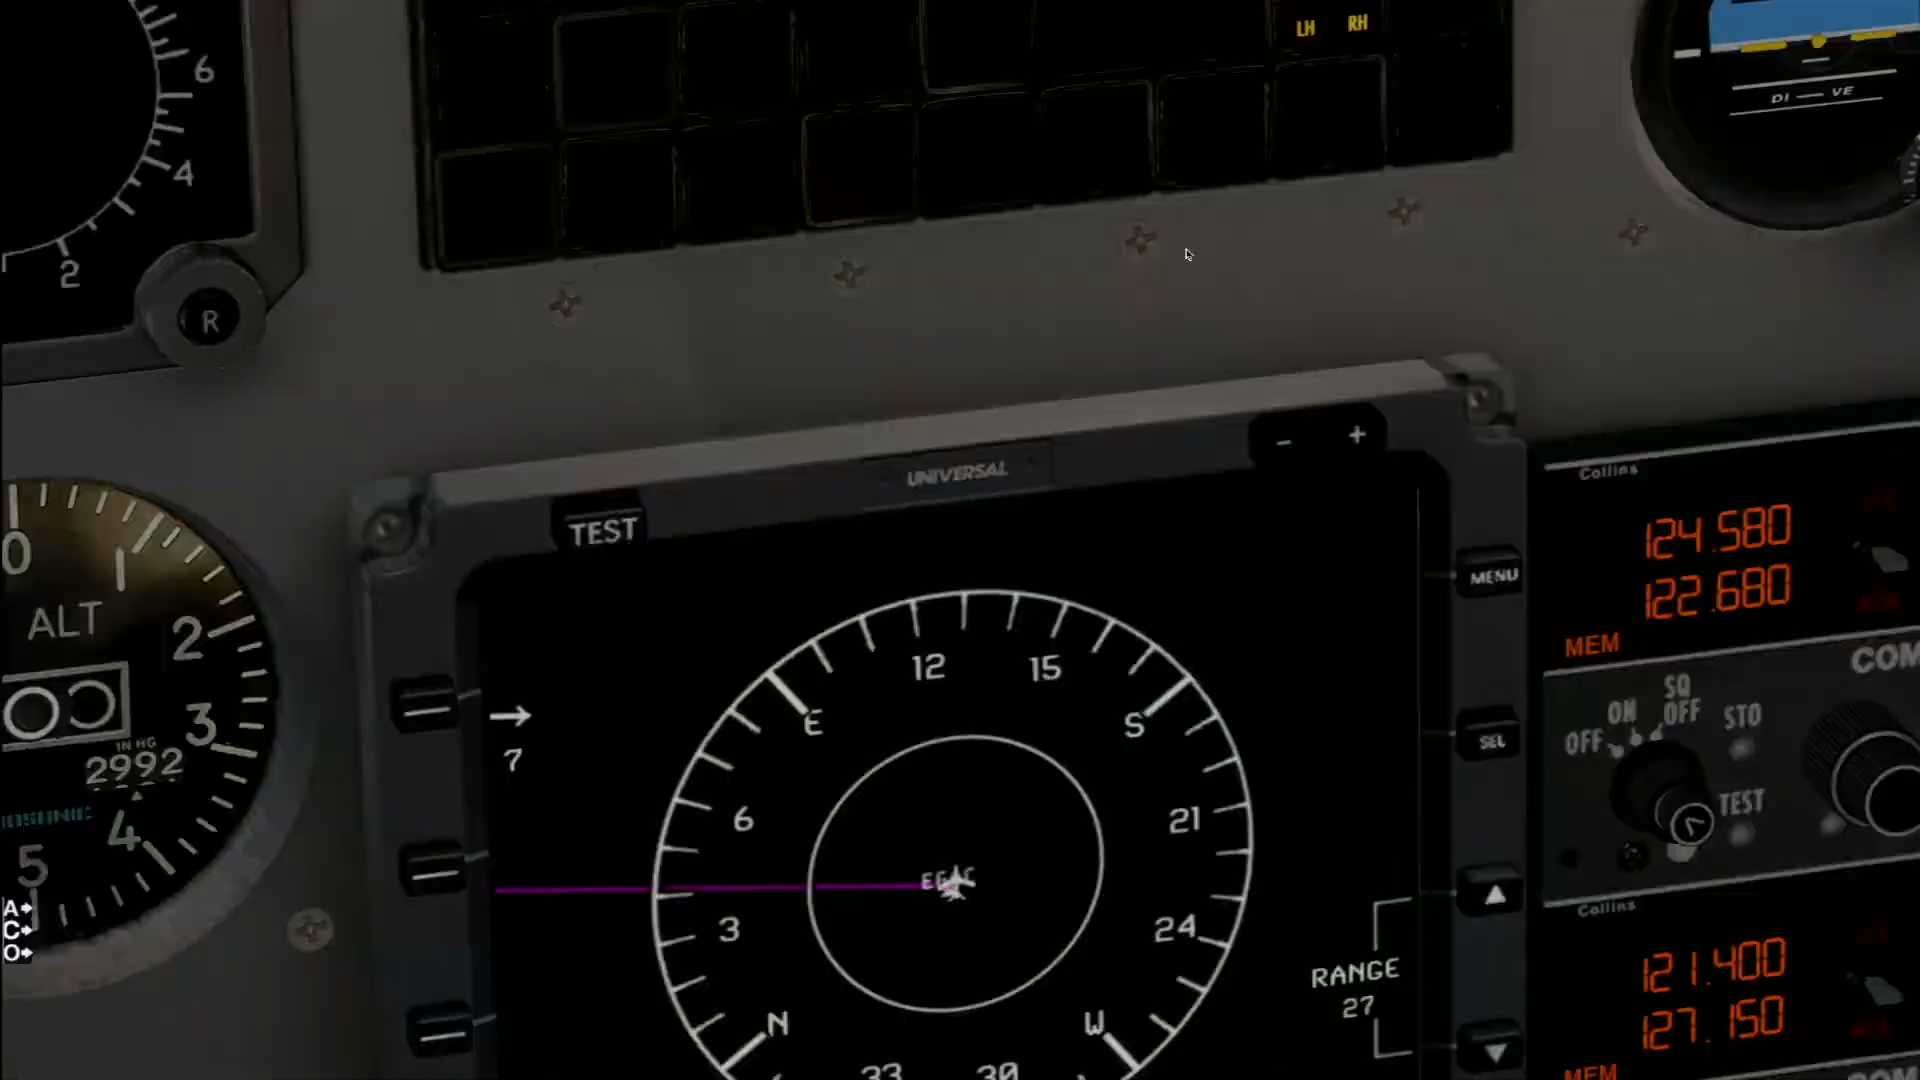 LH RH
6
4
2
R
DI VE
UNIVERSAL
- +
TEST
MENU
SEL
Collins
124.580
122.680
MEM
COM
SQ
ON OFF
OFF
STO
TEST
0
1
ALT
2
3
IN HG
2992
4
5
A
C
O
7
12 15
E S
6 21
3 24
N W
33 30
RANGE
27
Collins
121.400
127.150
MEM
COM